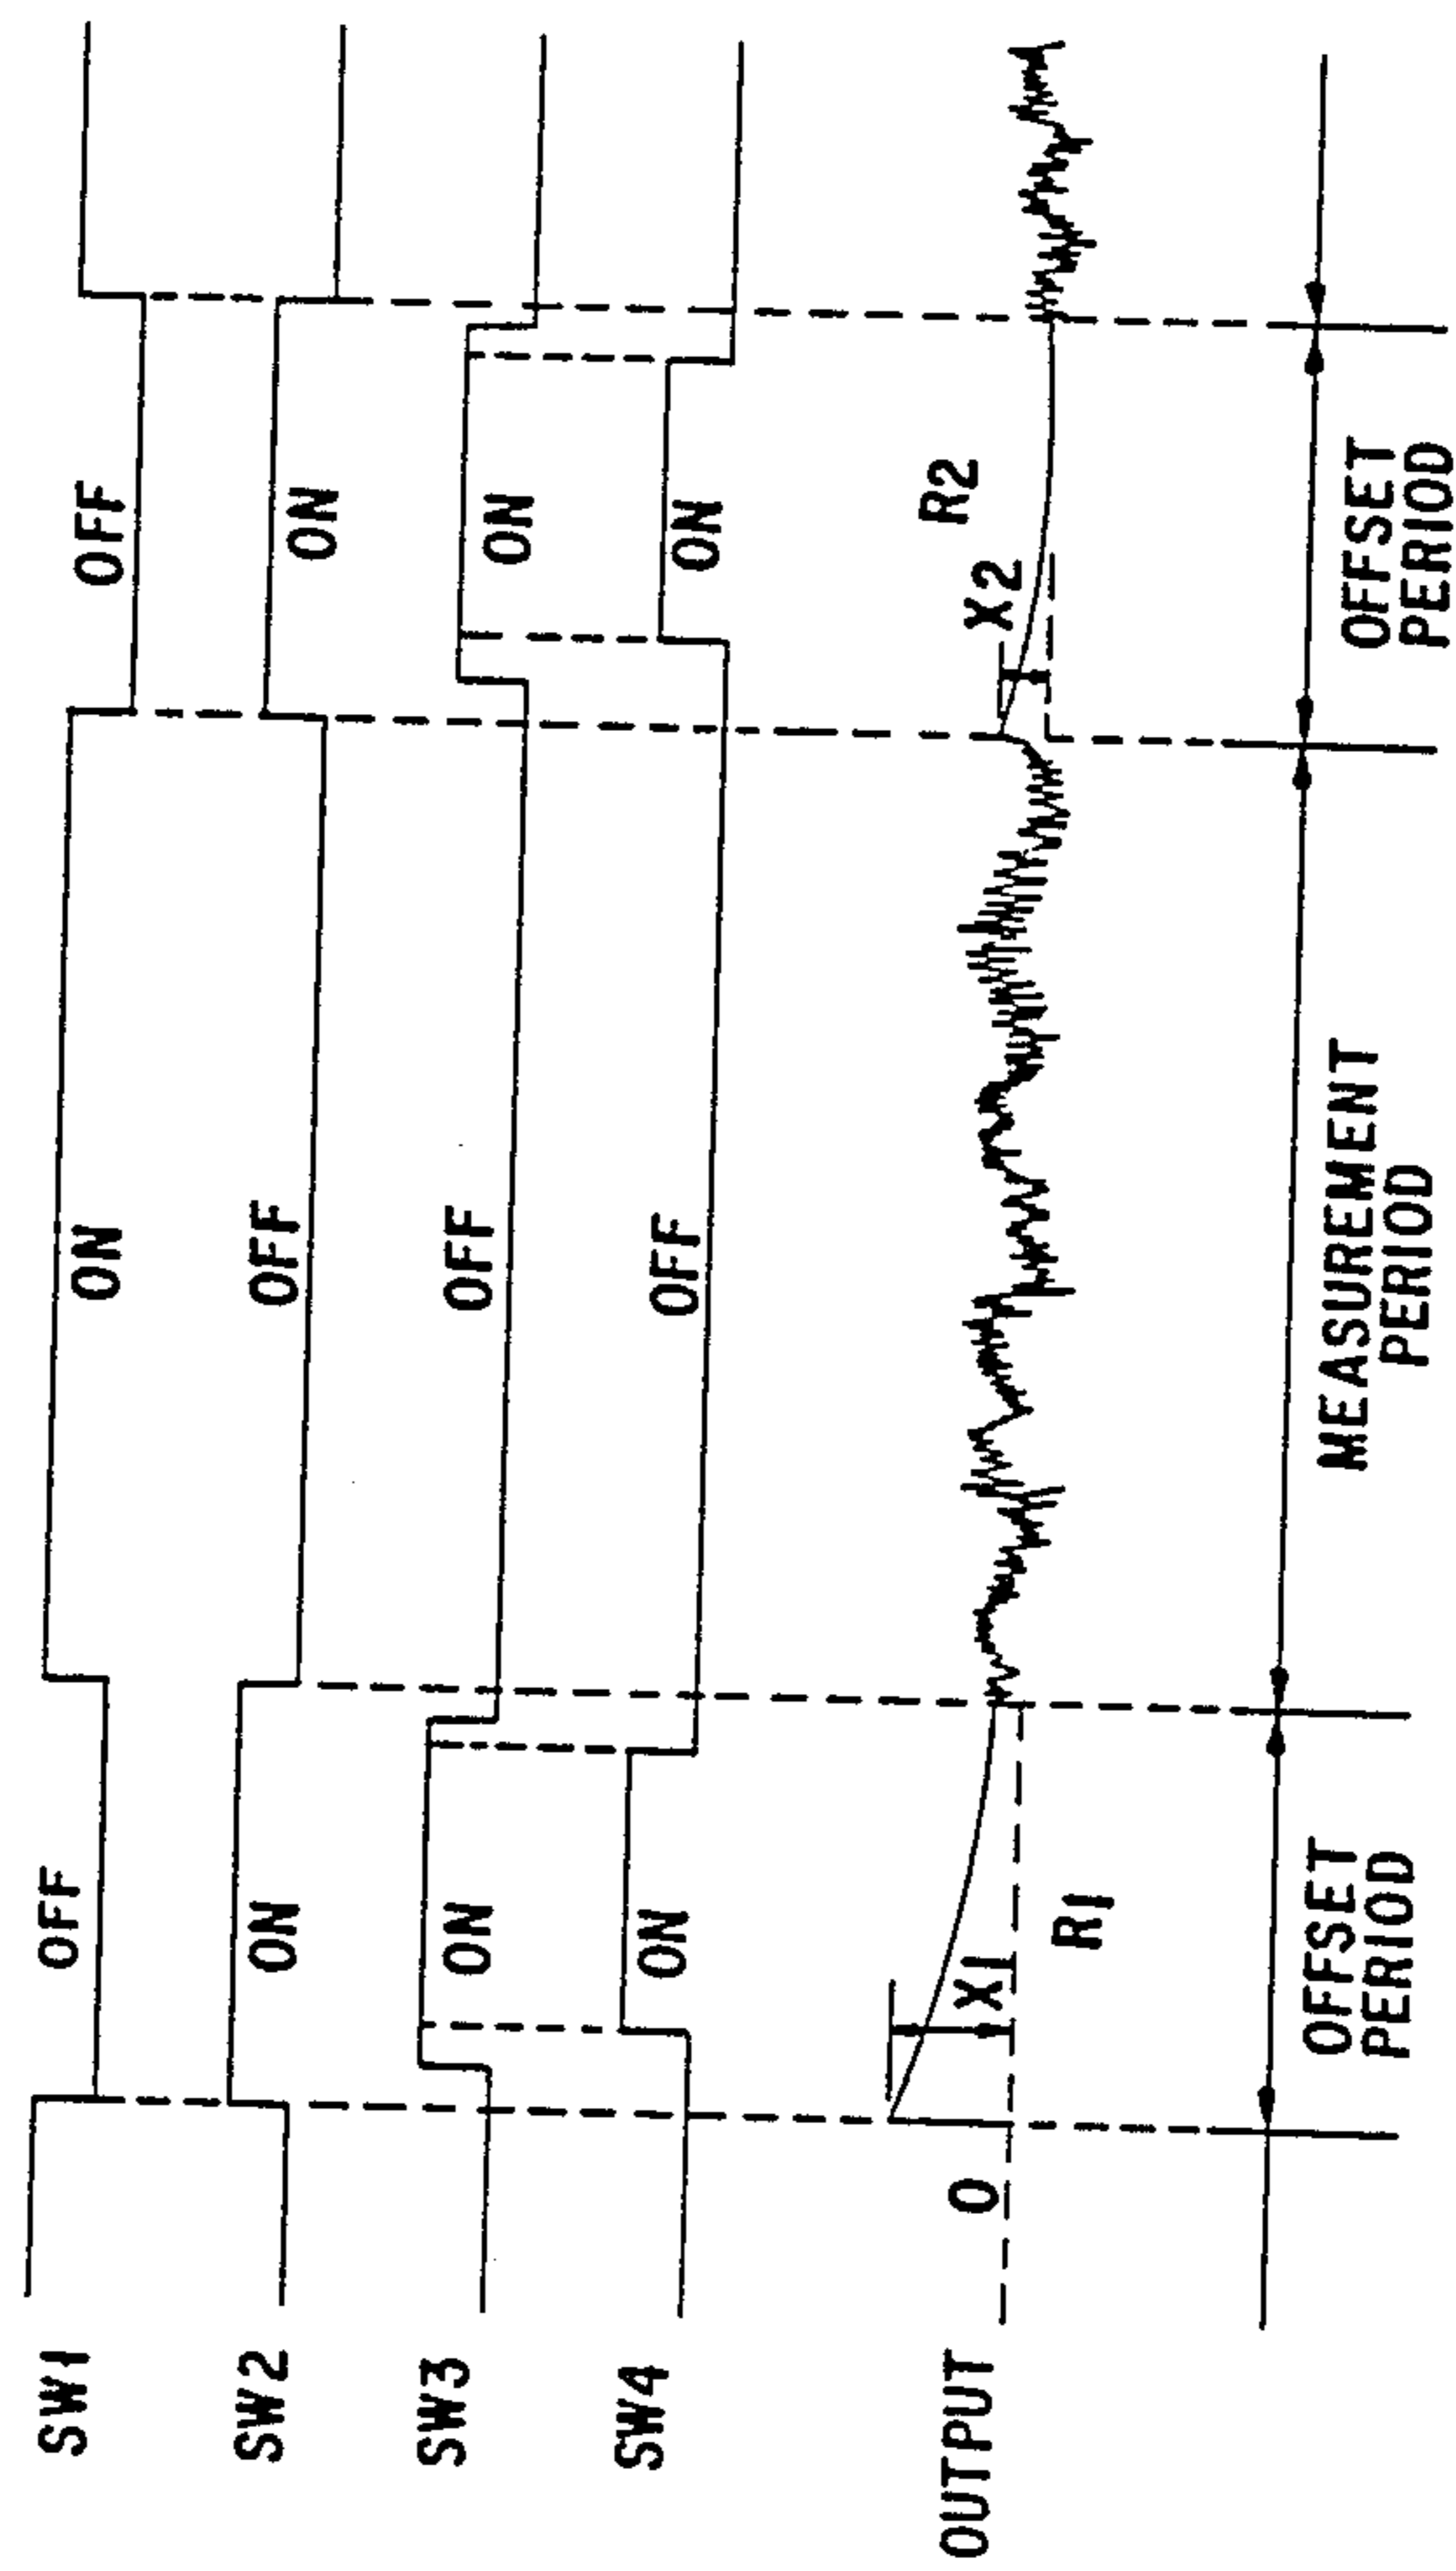 SW1 OFF ON OFF
SW2 ON OFF ON
SW3 ON OFF ON
SW4 ON OFF ON
OUTPUT 0 X1 R1 X2 R2
OFFSET PERIOD
MEASUREMENT PERIOD
OFFSET PERIOD